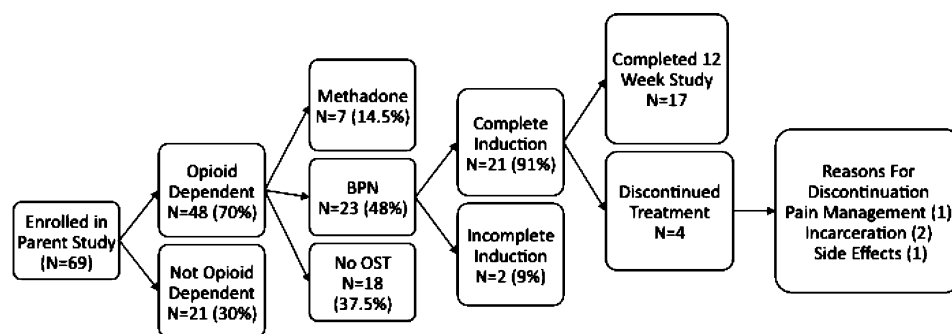 Enrolled in
Parent Study
(N=69)
Opioid
Dependent
N=48 (70%)
Not Opioid
Dependent
N=21 (30%)
Methadone
N=7 (14.5%)
BPN
N=23 (48%)
No OST
N=18
(37.5%)
Complete
Induction
N=21 (91%)
Incomplete
Induction
N=2 (9%)
Completed 12
Week Study
N=17
Discontinued
Treatment
N=4
Reasons For
Discontinuation
Pain Management (1)
Incarceration (2)
Side Effects (1)